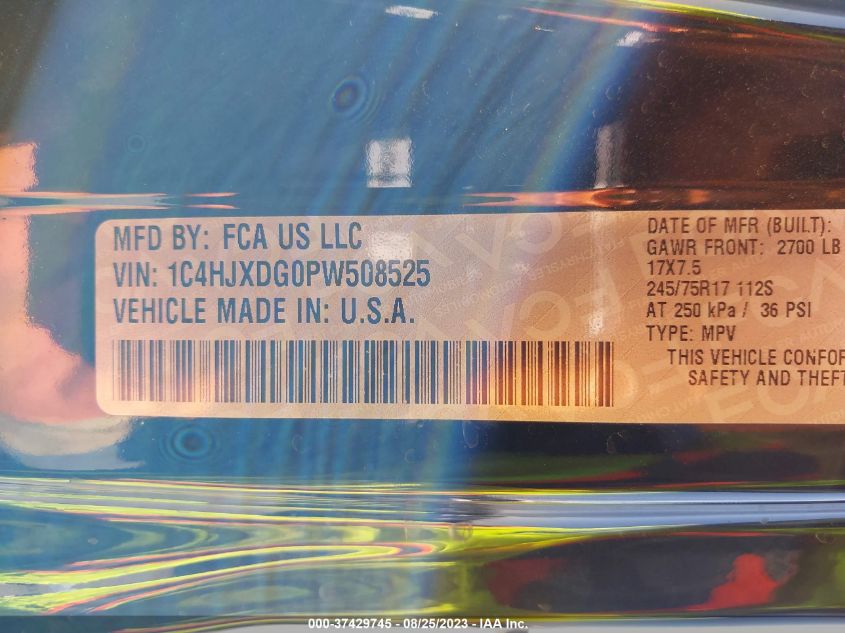 MFD BY: FCA US LLC
VIN: 1C4HJXDG0PW508525
VEHICLE MADE IN: U.S.A.
DATE OF MFR (BUILT):
GAWR FRONT: 2700 LB
17X7.5
245/75R17 112S
AT 250 kPa / 36 PSI
TYPE: MPV
THIS VEHICLE CONFOR
SAFETY AND THEFT
000-37429745 - 08/25/2023 - IAA Inc.